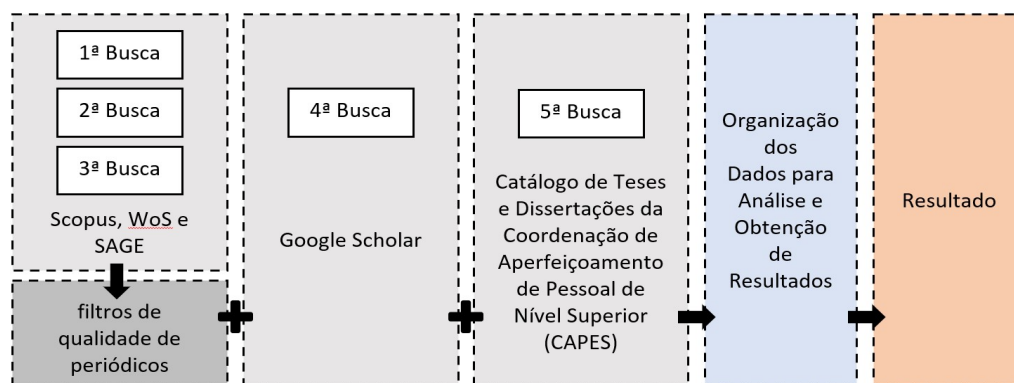 1ª Busca
2ª Busca
3ª Busca
Scopus, WoS e
SAGE
filtros de
qualidade de
periódicos
4ª Busca
Google Scholar
5ª Busca
Catálogo de Teses
e Dissertações da
Coordenação de
Aperfeiçoamento
de Pessoal de
Nível Superior
(CAPES)
Organização
dos
Dados para
Análise e
Obtenção
de
Resultados
Resultado